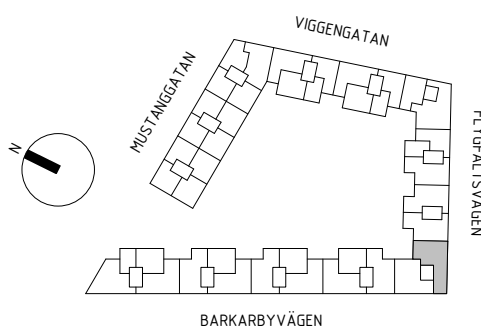 VIGGENGATAN
MUSTANGGATAN
FLYGFÄLTSVÄGEN
N
BARKARBYVÄGEN